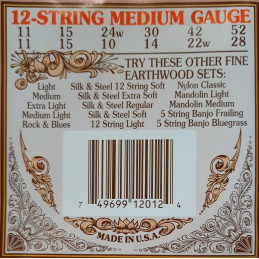 12-STRING MEDIUM GAUGE
11 15 24w 30 42 52
11 15 10 14 22w 28
TRY THESE OTHER FINE
EARTHWOOD SETS:
Light Silk & Steel 12 String Soft Nylon Classic
Medium Silk & Steel Extra Soft Mandolin Light
Extra Light Silk & Steel Regular Mandolin Medium
Medium Light Silk & Steel Soft 5 String Banjo Frailing
Rock & Blues 12 String Light 5 String Banjo Bluegrass
7 49699 12012 4
MADE IN U.S.A